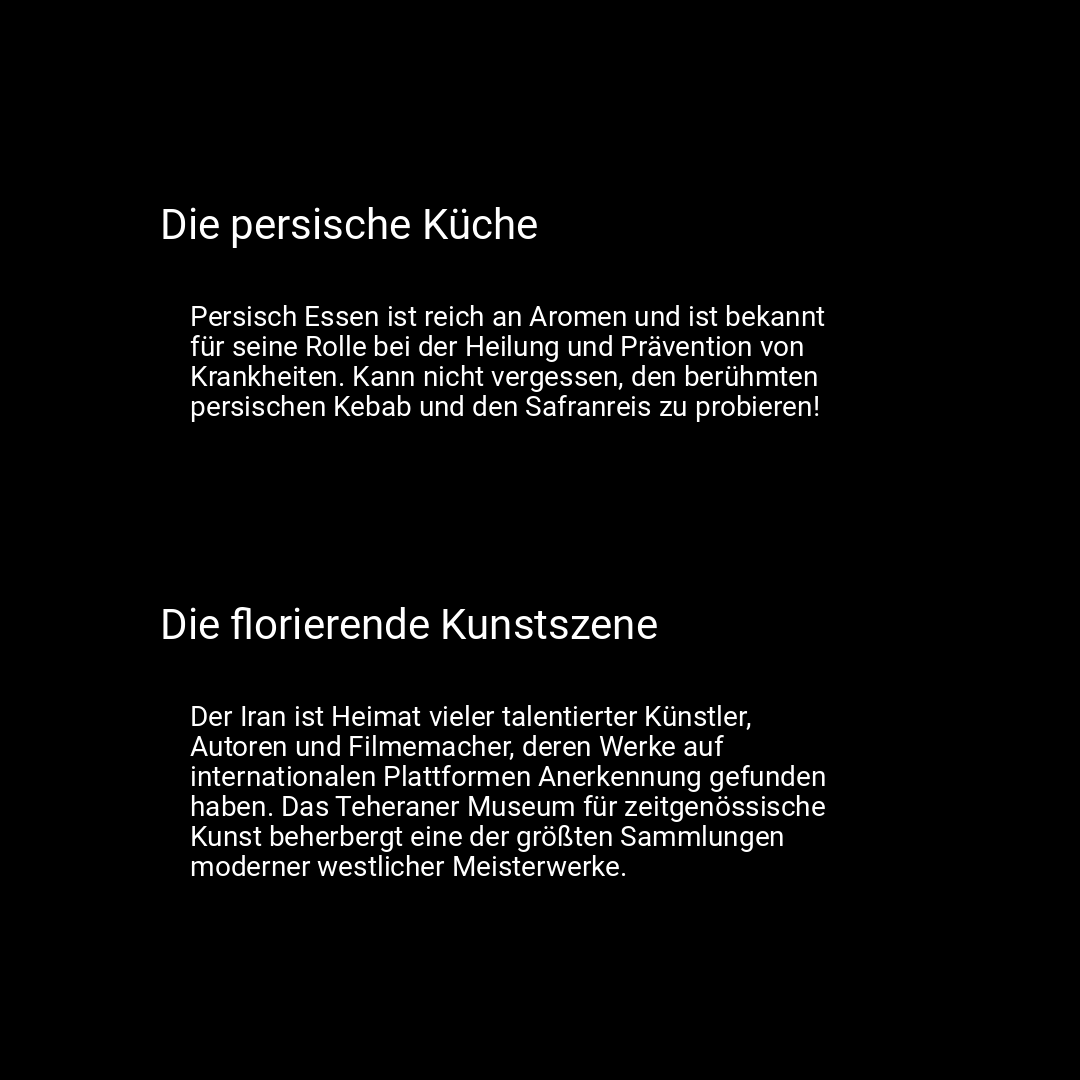 Die persische Küche
Persisch Essen ist reich an Aromen und ist bekannt
für seine Rolle bei der Heilung und Prävention von
Krankheiten. Kann nicht vergessen, den berühmten
persischen Kebab und den Safranreis zu probieren!
Die florierende Kunstszene
Der Iran ist Heimat vieler talentierter Künstler,
Autoren und Filmemacher, deren Werke auf
internationalen Plattformen Anerkennung gefunden
haben. Das Teheraner Museum für zeitgenössische
Kunst beherbergt eine der größten Sammlungen
moderner westlicher Meisterwerke.